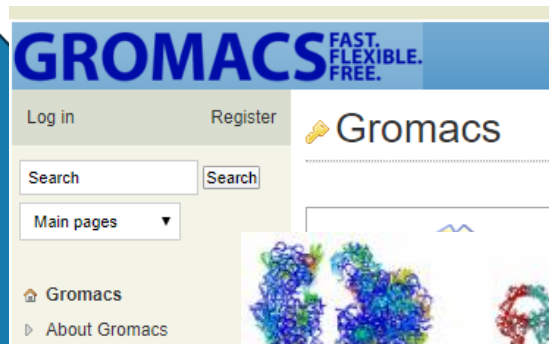 GROMACS FAST.
FLEXIBLE.
FREE.
Log in Register
Gromacs
Search Search
Main pages
Gromacs
About Gromacs